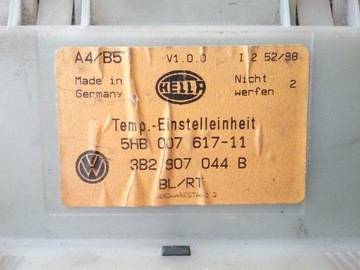 A4/B5 V1.0.0 I 2 52/98
Made in Germany
HELLA
Nicht werfen 2
Temp.-Einstelleinheit
5HB 007 617-11
3B2 907 044 B
BL/RT